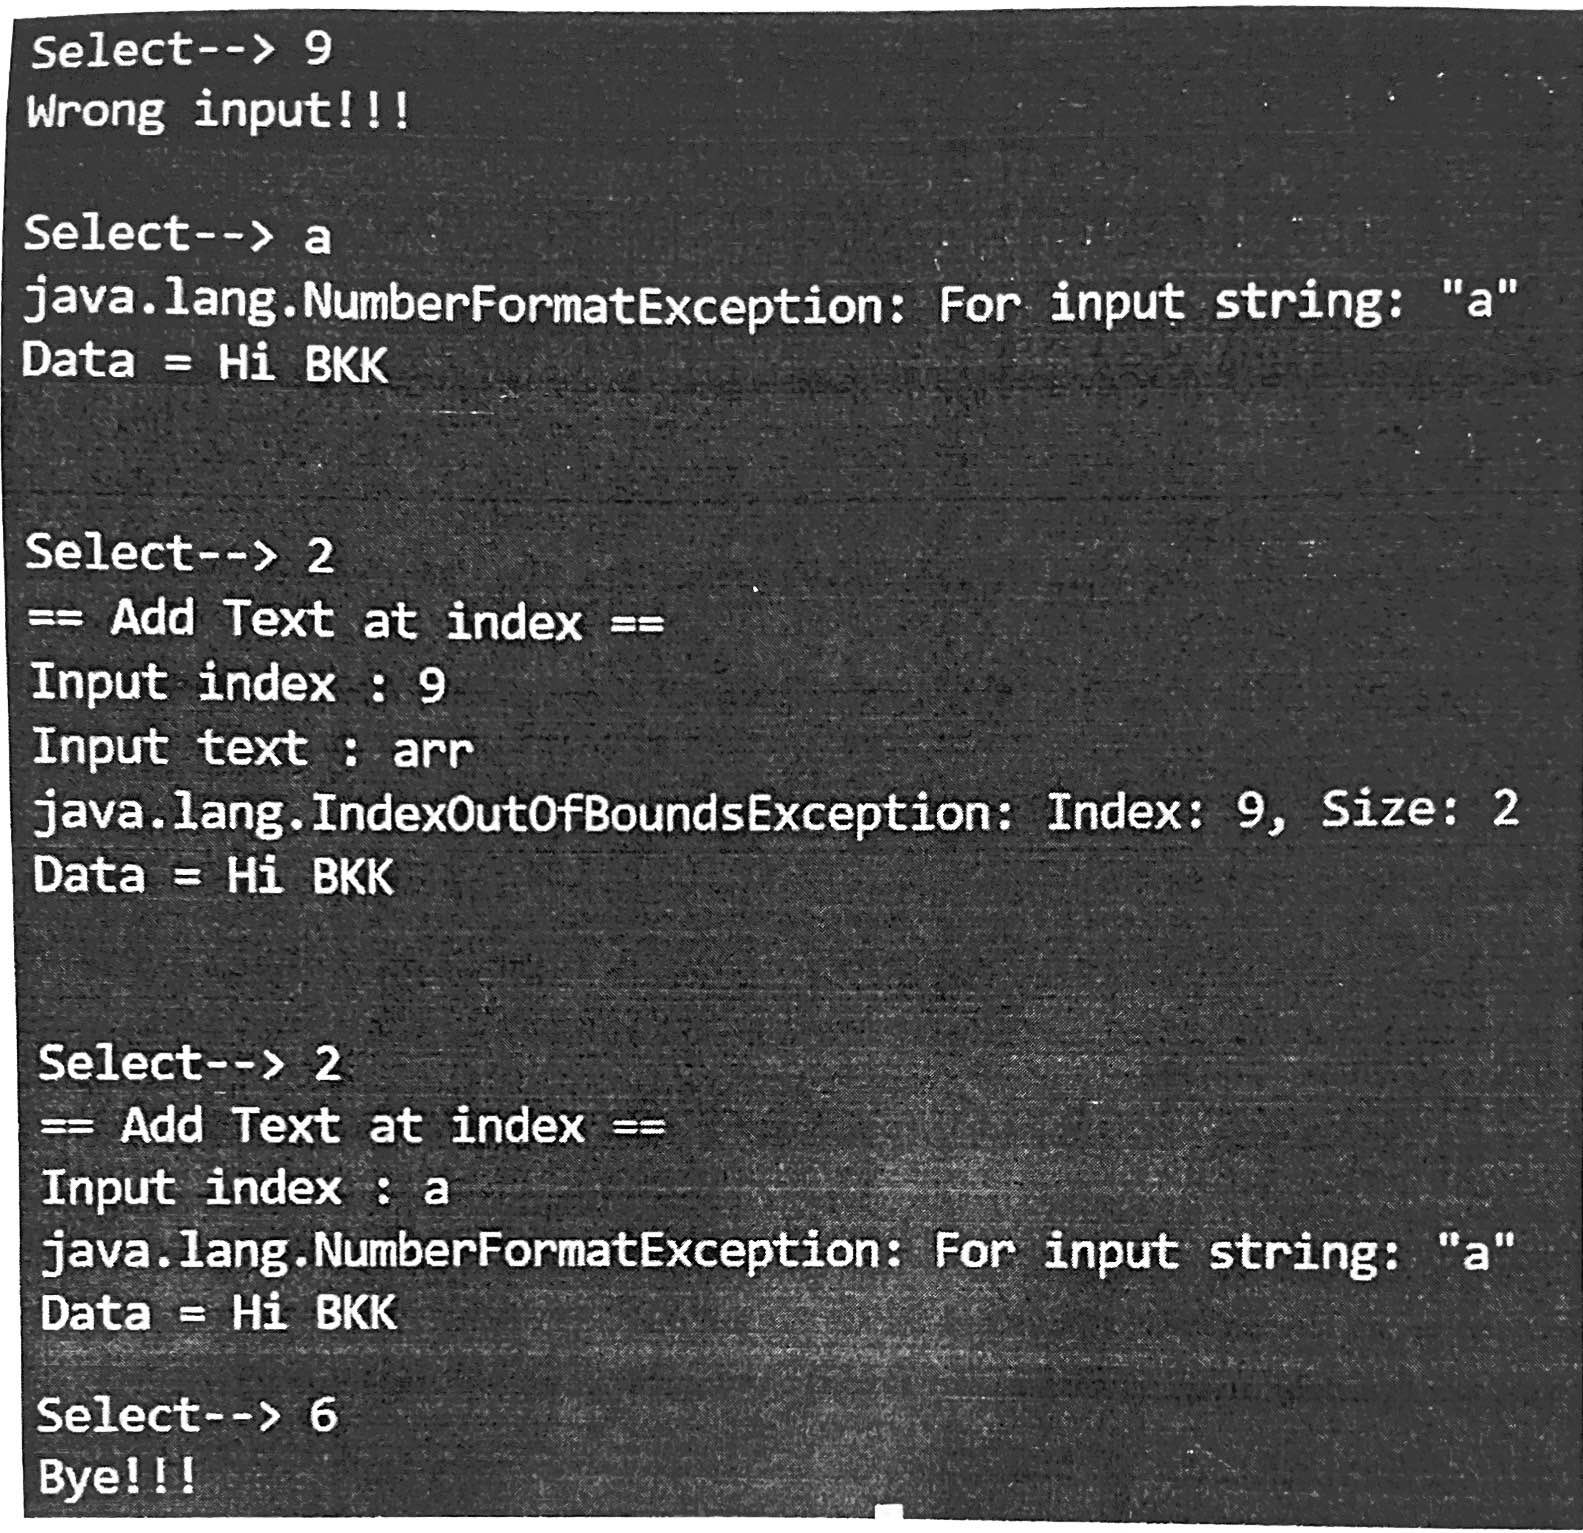 Select--> 9
Wrong input!!!
Select--> a
java.lang.NumberFormatException: For input string: "a"
Data = Hi BKK
Select--> 2
== Add Text at index ==
Input index : 9
Input text : arr
java.lang.IndexOutOfBoundsException: Index: 9, Size: 2
Data = Hi BKK
Select--> 2
== Add Text at index ==
Input index : a
java.lang.NumberFormatException: For input string: "a"
Data = Hi BKK
Select--> 6
Bye!!!